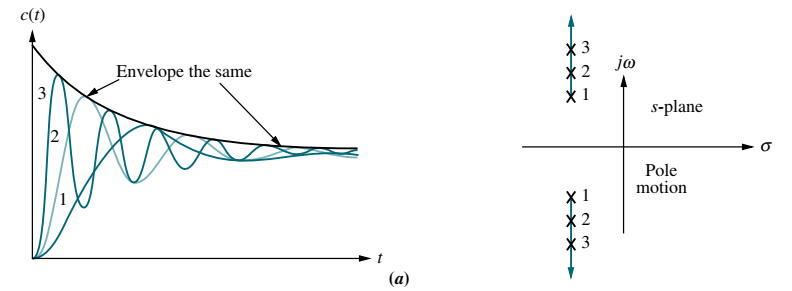 c(t)
Envelope the same
3
2
1
t
(a)
3
2
1
jω
s-plane
σ
Pole
motion
1
2
3